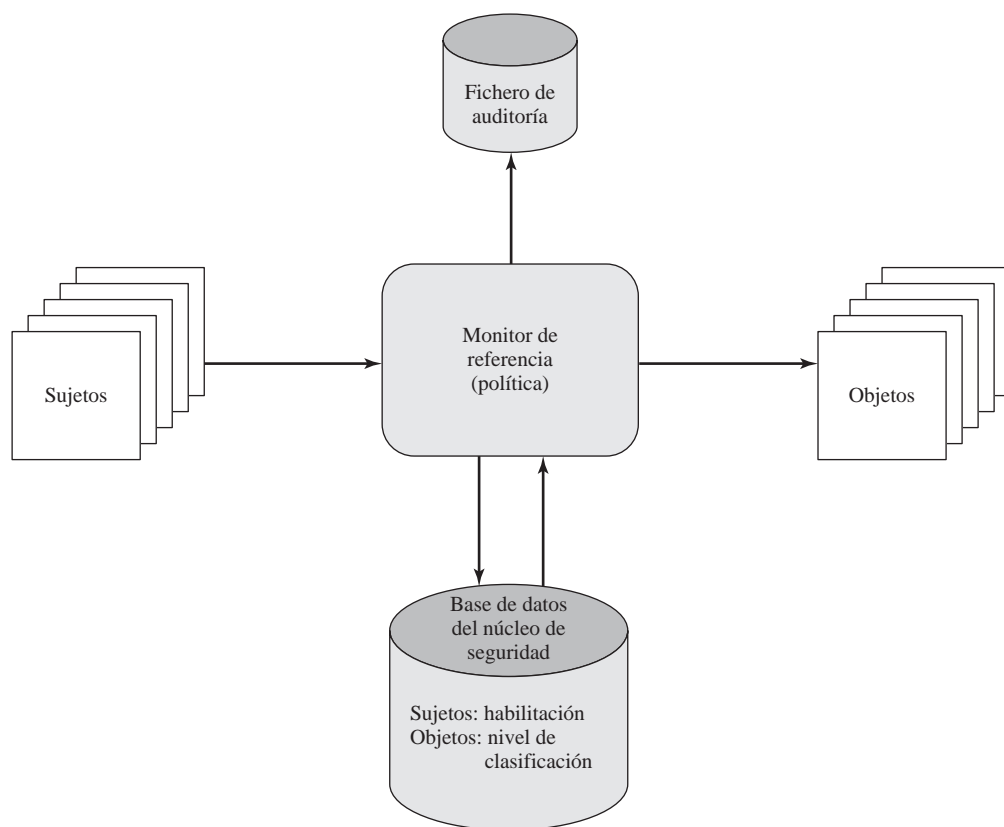 Fichero de
auditoría
Monitor de
referencia
(política)
Sujetos
Objetos
Base de datos
del núcleo de
seguridad
Sujetos: habilitación
Objetos: nivel de
clasificación